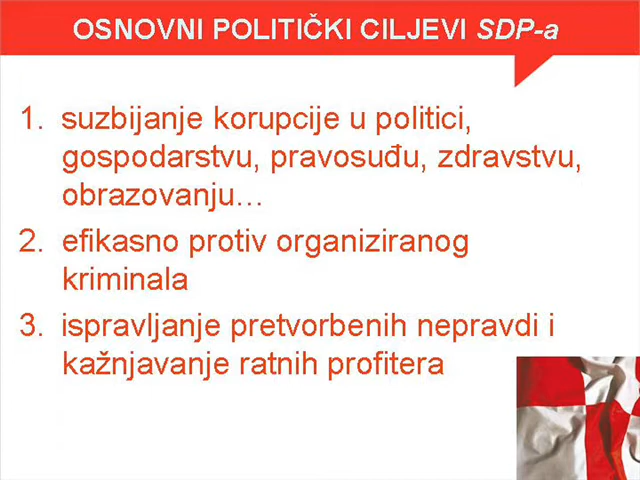 OSNOVNI POLITIČKI CILJEVI SDP-a
1. suzbijanje korupcije u politici,
gospodarstvu, pravosuđu, zdravstvu,
obrazovanju…
2. efikasno protiv organiziranog
kriminala
3. ispravljanje pretvorbenih nepravdi i
kažnjavanje ratnih profitera